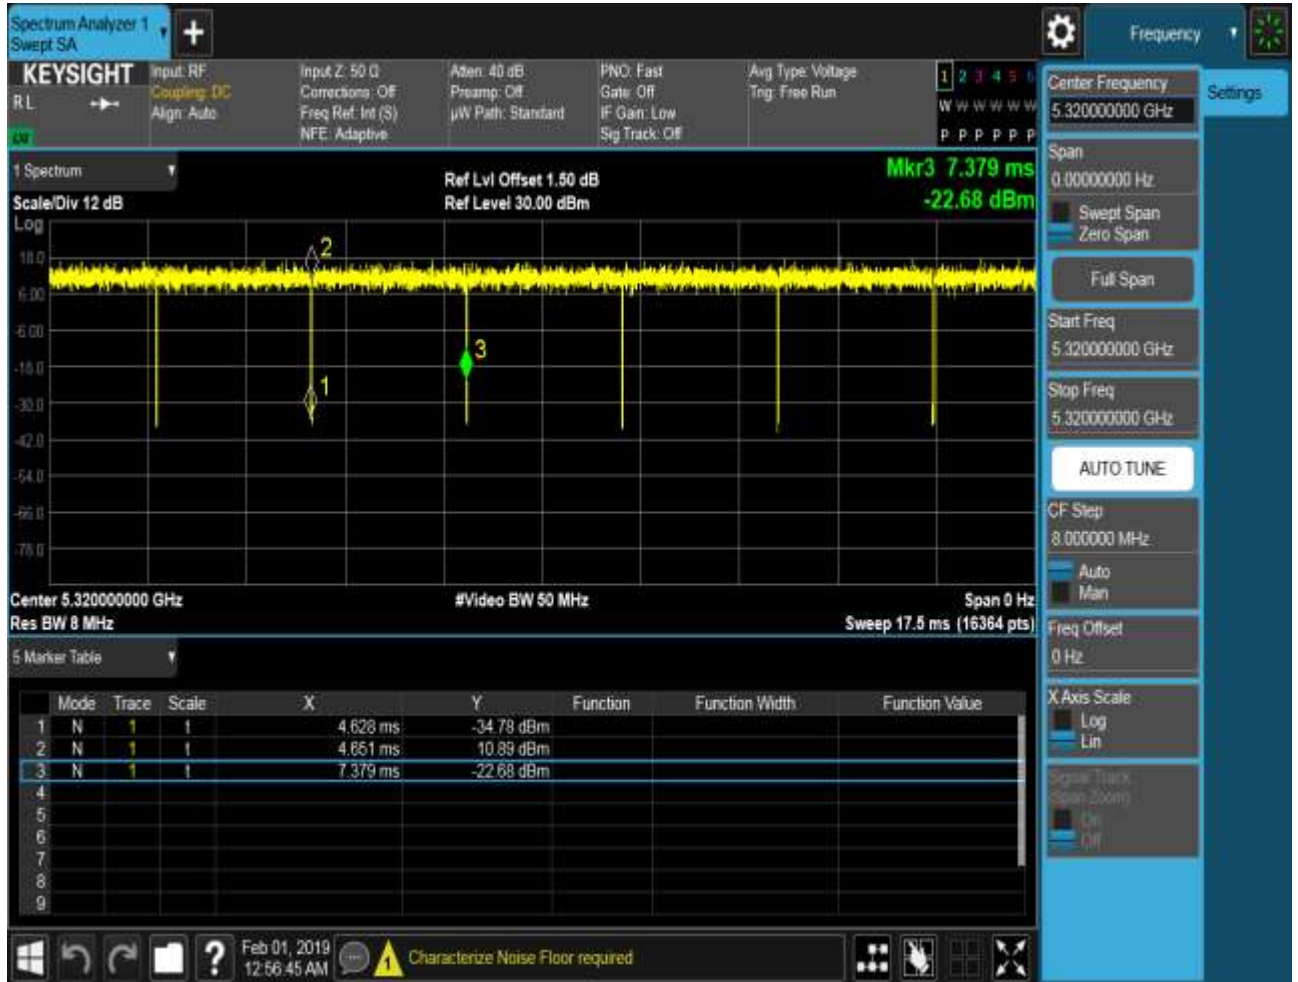 Spectrum Analyzer 1
Swept SA
+
Frequency
KEYSIGHT
RL
Input: RF
Coupling: DC
Align: Auto
Input Z: 50 Ω
Corrections: Off
Freq Ref: Int (S)
NFE: Adaptive
Atten: 40 dB
Preamp: Off
µW Path: Standard
PNO: Fast
Gate: Off
IF Gain: Low
Sig Track: Off
Avg Type: Voltage
Trig: Free Run
1 2 3 4 5 6
W W W W W W
P P P P P P
1 Spectrum
Scale/Div 12 dB
Ref Lvl Offset 1.50 dB
Ref Level 30.00 dBm
Mkr3 7.379 ms
-22.68 dBm
Log
18.0
6.00
-6.00
-18.0
-30.0
-42.0
-54.0
-66.0
-78.0
2
3
1
Center 5.320000000 GHz
#Video BW 50 MHz
Span 0 Hz
Res BW 8 MHz
Sweep 17.5 ms (16364 pts)
5 Marker Table
Mode Trace Scale X Y Function Function Width Function Value
1 N 1 t 4.628 ms -34.78 dBm
2 N 1 t 4.651 ms 10.89 dBm
3 N 1 t 7.379 ms -22.68 dBm
4
5
6
7
8
9
Feb 01, 2019
12:56:45 AM
?
1
Characterize Noise Floor required
Center Frequency
5.320000000 GHz
Settings
Span
0.00000000 Hz
Swept Span
Zero Span
Full Span
Start Freq
5.320000000 GHz
Stop Freq
5.320000000 GHz
AUTO TUNE
CF Step
8.000000 MHz
Auto
Man
Freq Offset
0 Hz
X Axis Scale
Log
Lin
Signal Track
(Span Zoom)
On
Off